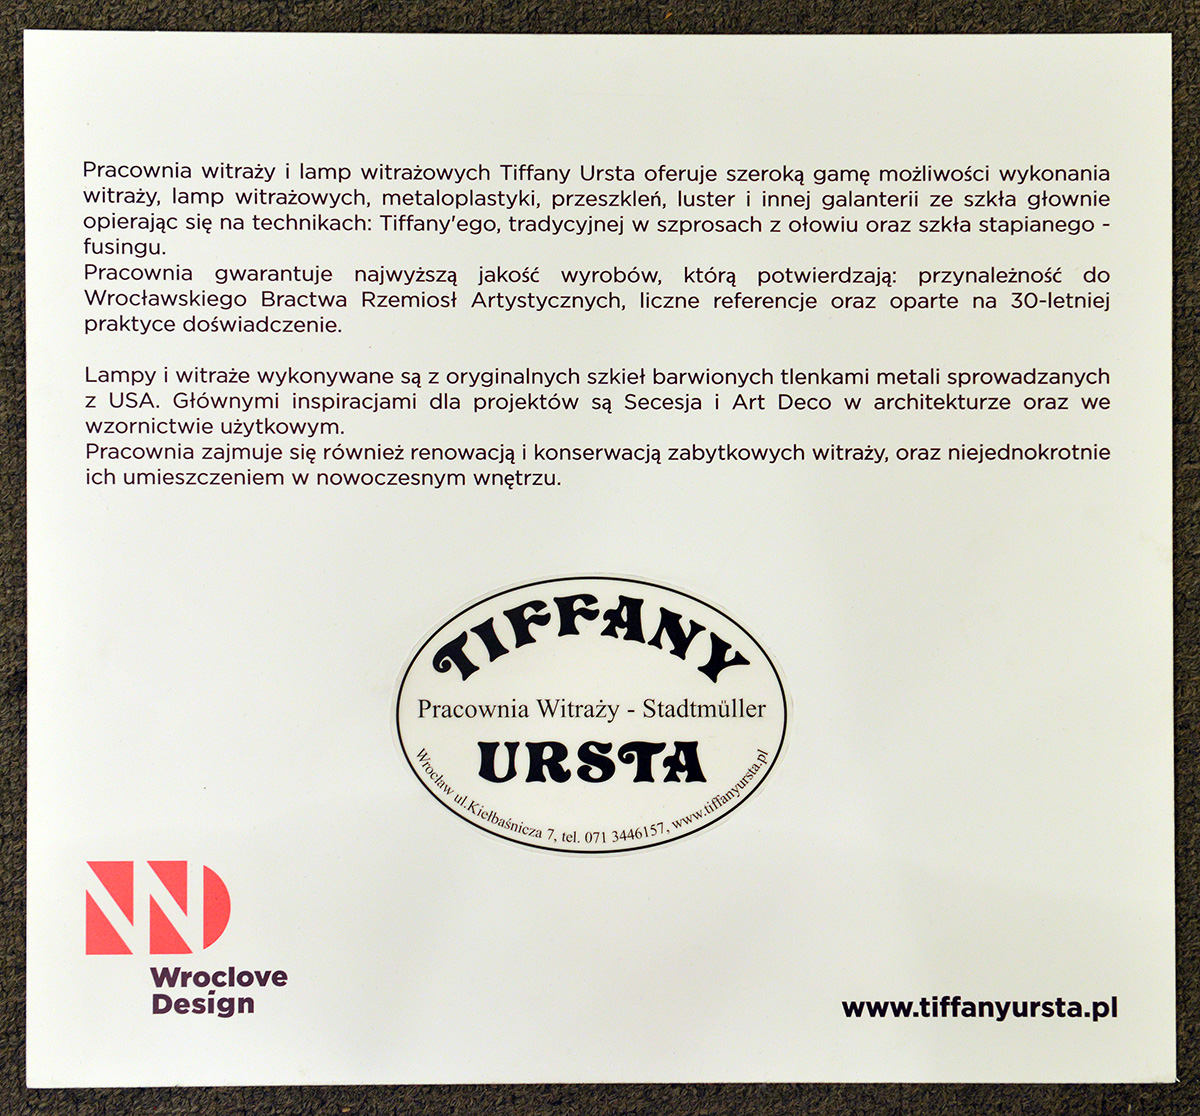 Pracownia witraży i lamp witrażowych Tiffany Ursta oferuje szeroką gamę możliwości wykonania
witraży, lamp witrażowych, metaloplastyki, przeszkleń, luster i innej galanterii ze szkła głownie
opierając się na technikach: Tiffany'ego, tradycyjnej w szprosach z ołowiu oraz szkła stapianego -
fusingu.
Pracownia gwarantuje najwyższą jakość wyrobów, którą potwierdzają: przynależność do
Wrocławskiego Bractwa Rzemiosł Artystycznych, liczne referencje oraz oparte na 30-letniej
praktyce doświadczenie.
Lampy i witraże wykonywane są z oryginalnych szkieł barwionych tlenkami metali sprowadzanych
z USA. Głównymi inspiracjami dla projektów są Secesja i Art Deco w architekturze oraz we
wzornictwie użytkowym.
Pracownia zajmuje się również renowacją i konserwacją zabytkowych witraży, oraz niejednokrotnie
ich umieszczeniem w nowoczesnym wnętrzu.
TIFFANY
Pracownia Witraży - Stadtmüller
URSTA
Wrocław ul.Kiełbaśnicza 7, tel. 071 3446157, www.tiffanyursta.pl
WD
Wroclove
Design
www.tiffanyursta.pl